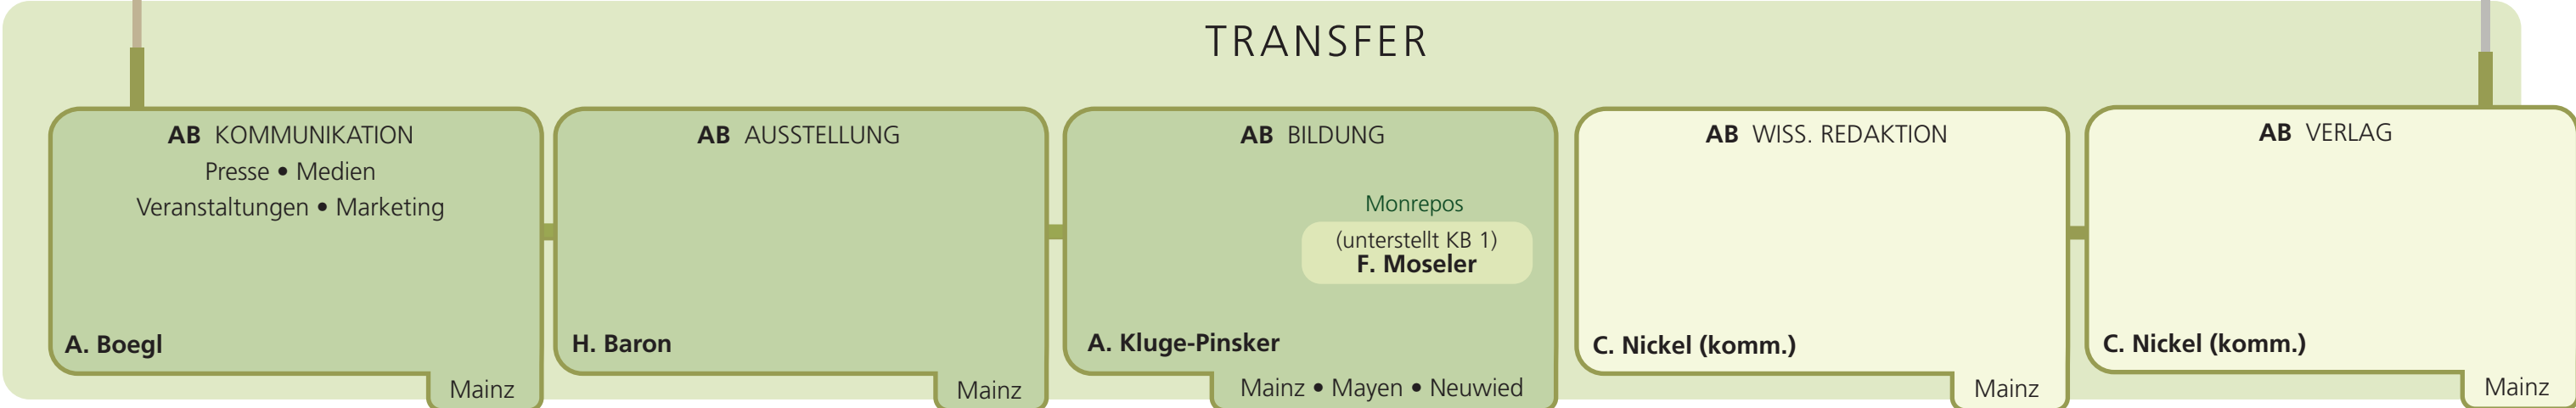 TRANSFER
AB KOMMUNIKATION
Presse • Medien
Veranstaltungen • Marketing
A. Boegl
Mainz
AB AUSSTELLUNG
H. Baron
Mainz
AB BILDUNG
Monrepos
(unterstellt KB 1)
F. Moseler
A. Kluge-Pinsker
Mainz • Mayen • Neuwied
AB WISS. REDAKTION
C. Nickel (komm.)
Mainz
AB VERLAG
C. Nickel (komm.)
Mainz